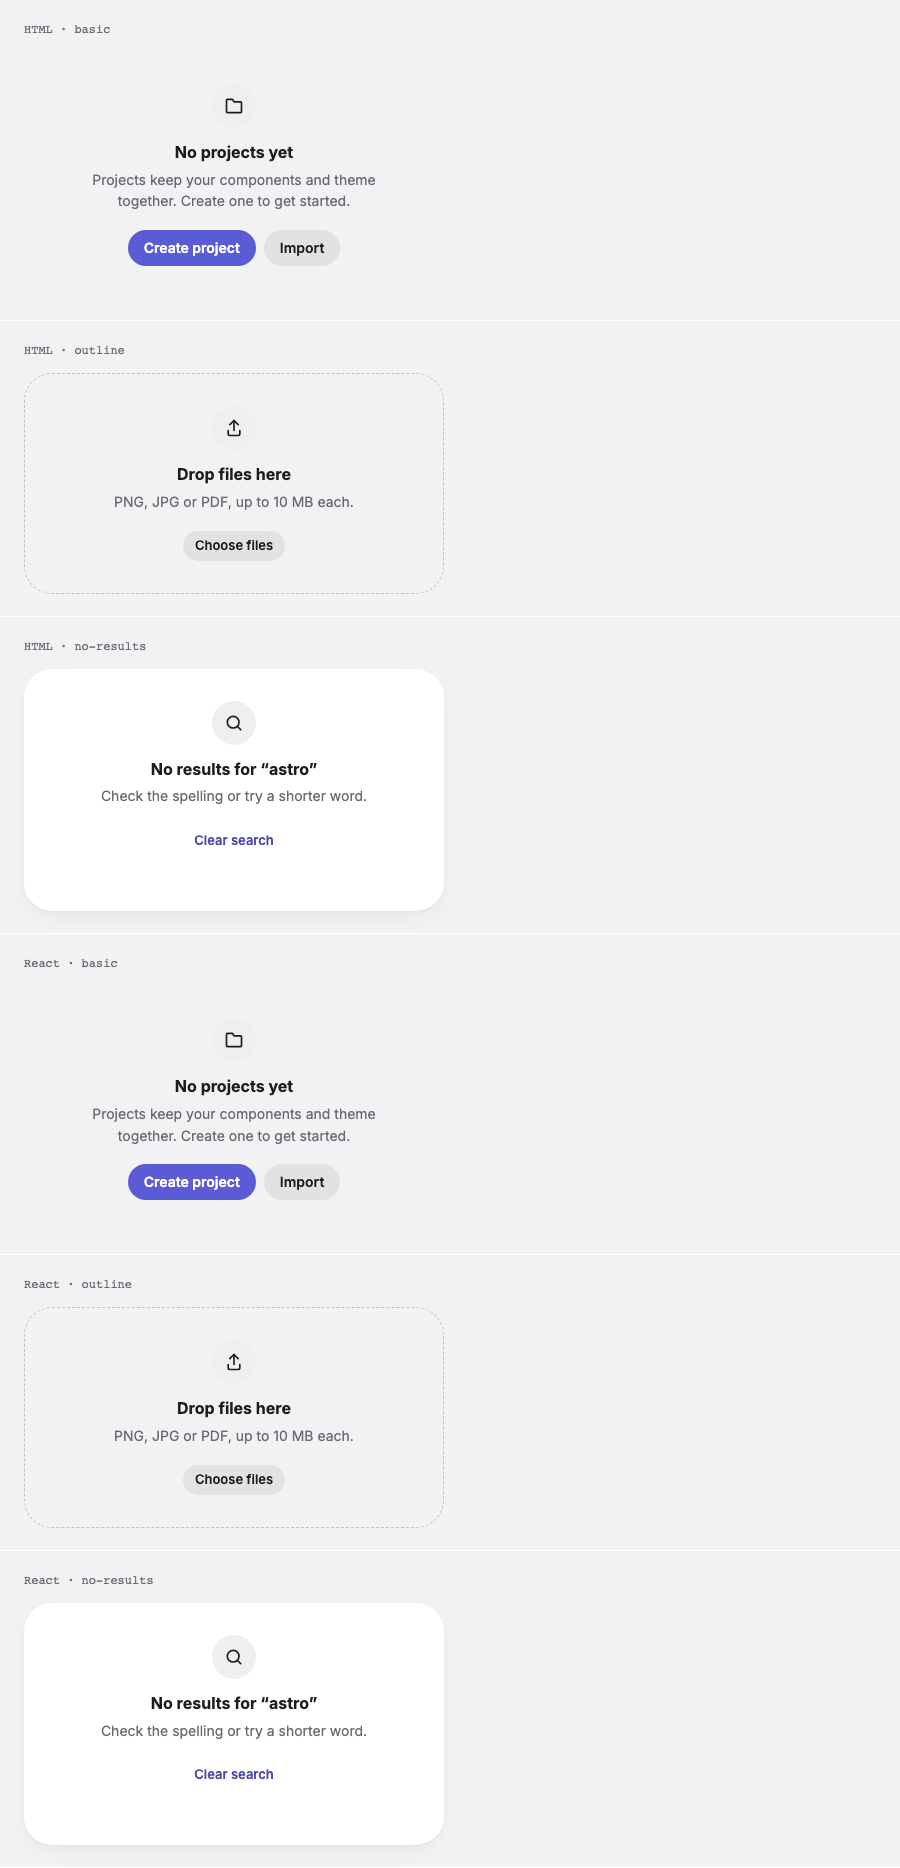 HTML · basic
No projects yet
Projects keep your components and theme
together. Create one to get started.
Create project Import
HTML · outline
Drop files here
PNG, JPG or PDF, up to 10 MB each.
Choose files
HTML · no-results
No results for “astro”
Check the spelling or try a shorter word.
Clear search
React · basic
No projects yet
Projects keep your components and theme
together. Create one to get started.
Create project Import
React · outline
Drop files here
PNG, JPG or PDF, up to 10 MB each.
Choose files
React · no-results
No results for “astro”
Check the spelling or try a shorter word.
Clear search